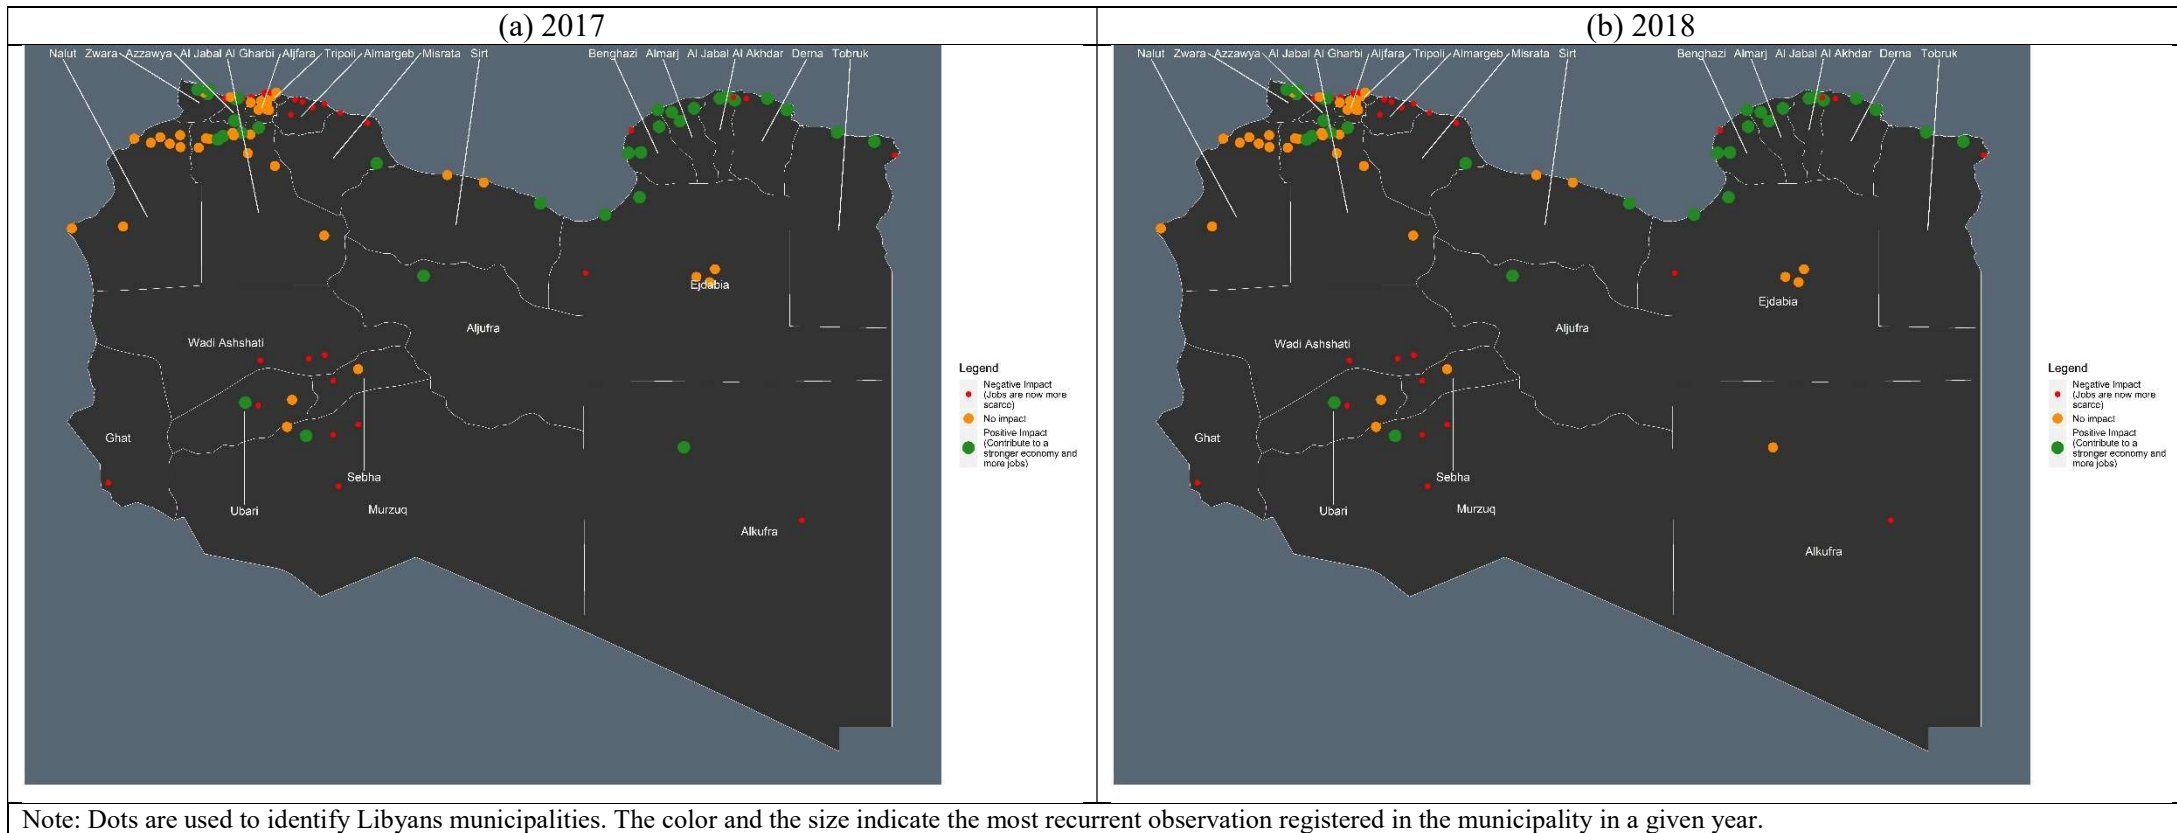 (a) 2017
(b) 2018
Nalut Zwara Azzawya Al Jabal Al Gharbi Aljfara Tripoli Almargeb Misrata Sirt
Benghazi Almarj Al Jabal Al Akhdar Derna Tobruk
Ejdabia
Aljufra
Wadi Ashshati
Ghat
Sebha
Ubari
Murzuq
Alkufra
Legend
Negative Impact
(Jobs are now more
scarce)
No impact
Positive Impact
(Contribute to a
stronger economy and
more jobs)
Nalut Zwara Azzawya Al Jabal Al Gharbi Aljfara Tripoli Almargeb Misrata Sirt
Benghazi Almarj Al Jabal Al Akhdar Derna Tobruk
Ejdabia
Aljufra
Wadi Ashshati
Ghat
Sebha
Ubari
Murzuq
Alkufra
Legend
Negative Impact
(Jobs are now more
scarce)
No impact
Positive Impact
(Contribute to a
stronger economy and
more jobs)
Note: Dots are used to identify Libyans municipalities. The color and the size indicate the most recurrent observation registered in the municipality in a given year.